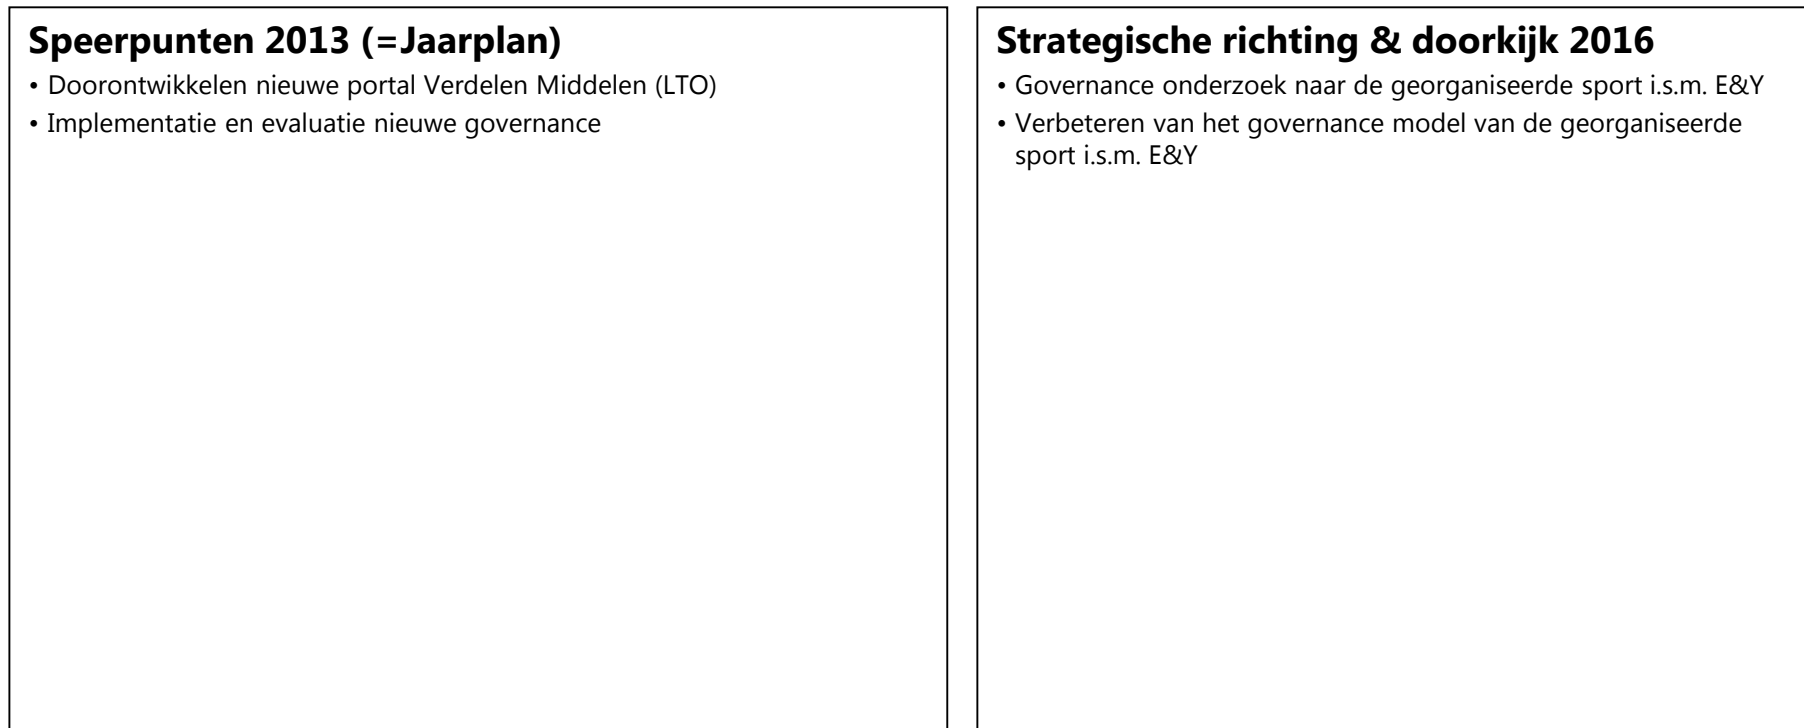 Speerpunten 2013 (=Jaarplan)
• Doorontwikkelen nieuwe portal Verdelen Middelen (LTO)
• Implementatie en evaluatie nieuwe governance
Strategische richting & doorkijk 2016
• Governance onderzoek naar de georganiseerde sport i.s.m. E&Y
• Verbeteren van het governance model van de georganiseerde
sport i.s.m. E&Y